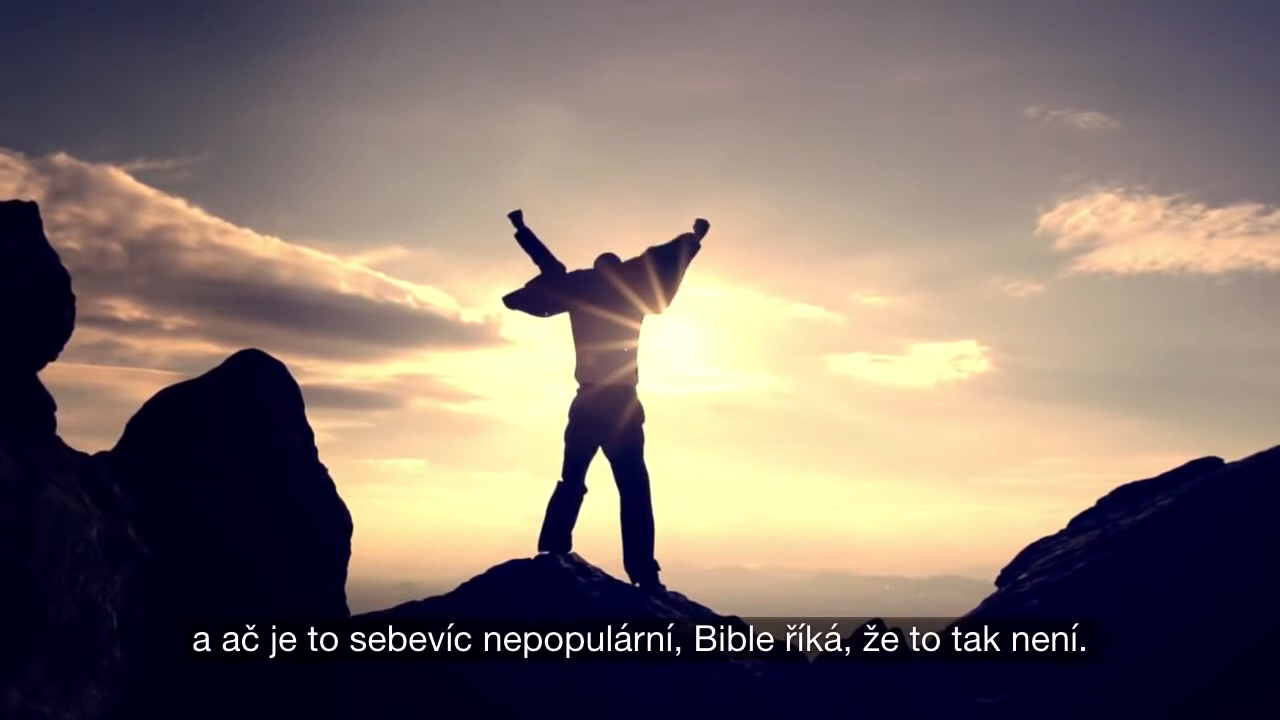 a ač je to sebevíc nepopulární, Bible říká, že to tak není.